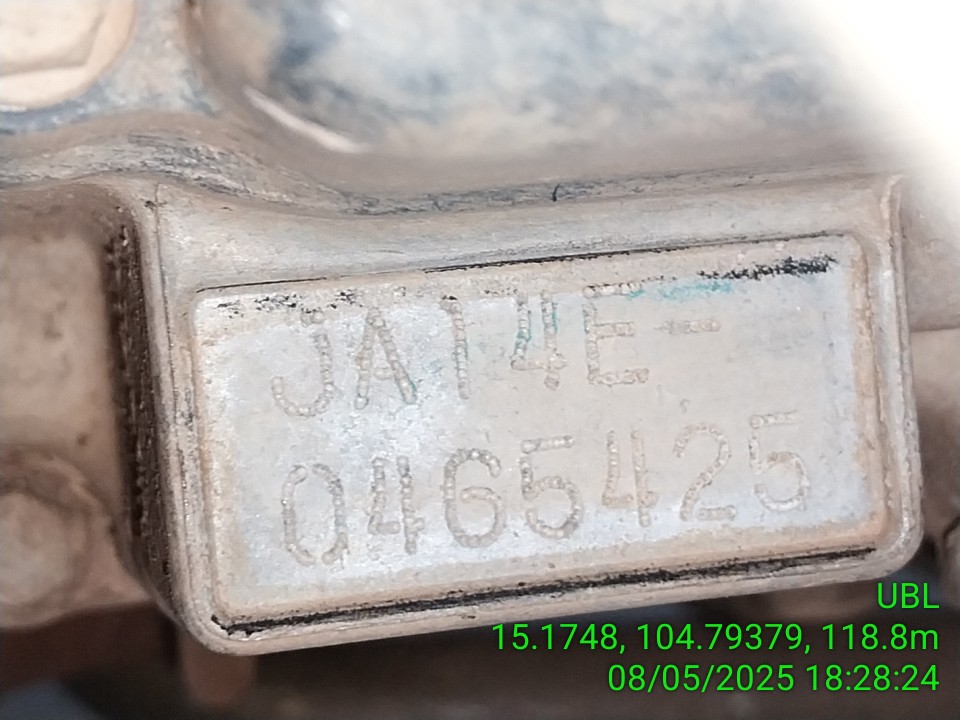 JA14E-
0465425
UBL
15.1748, 104.79379, 118.8m
08/05/2025 18:28:24